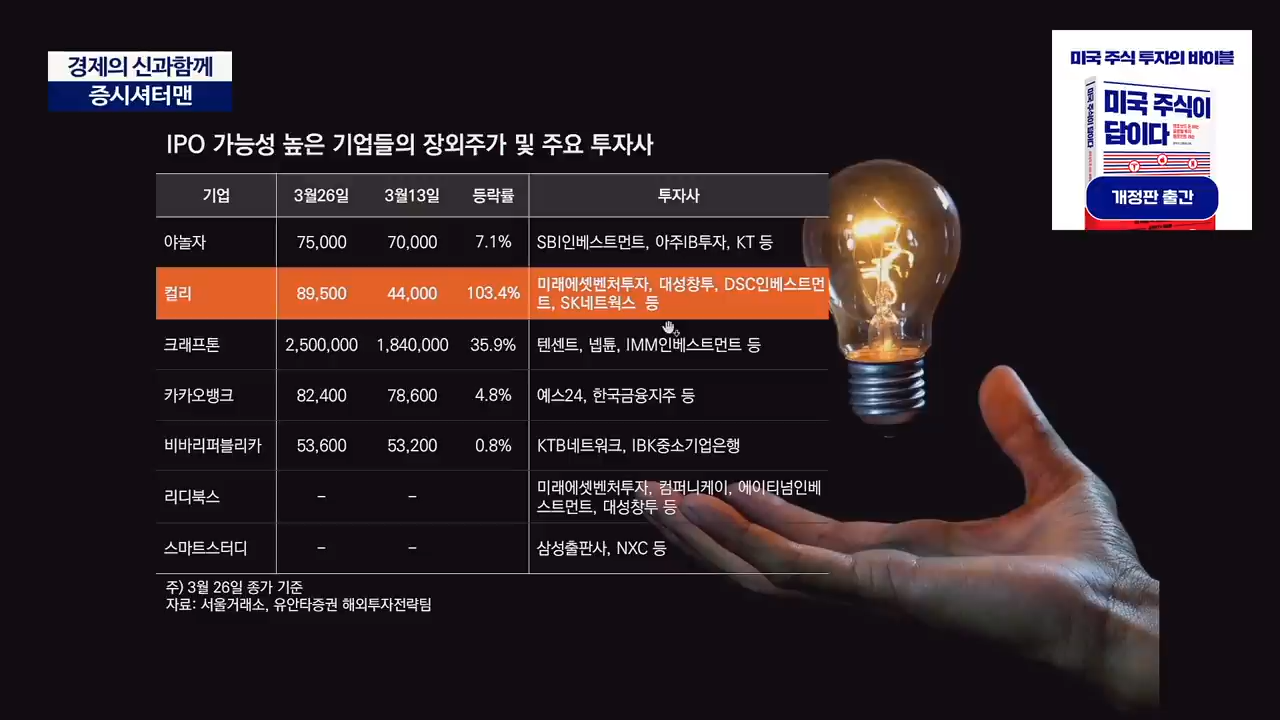 경제의 신과함께
증시셔터맨
미국 주식 투자의 바이블
미국 주식이 답이다
미국 주식이
답이다
개정판 출간
IPO 가능성 높은 기업들의 장외주가 및 주요 투자사
기업 3월26일 3월13일 등락률 투자사
야놀자 75,000 70,000 7.1% SBI인베스트먼트, 아주IB투자, KT 등
컬리 89,500 44,000 103.4% 미래에셋벤처투자, 대성창투, DSC인베스트먼
트, SK네트웍스 등
크래프톤 2,500,000 1,840,000 35.9% 텐센트, 넵튠, IMM인베스트먼트 등
카카오뱅크 82,400 78,600 4.8% 예스24, 한국금융지주 등
비바리퍼블리카 53,600 53,200 0.8% KTB네트워크, IBK중소기업은행
리디북스 – – 미래에셋벤처투자, 컴퍼니케이, 에이티넘인베
스트먼트, 대성창투 등
스마트스터디 – – 삼성출판사, NXC 등
주) 3월 26일 종가 기준
자료: 서울거래소, 유안타증권 해외투자전략팀